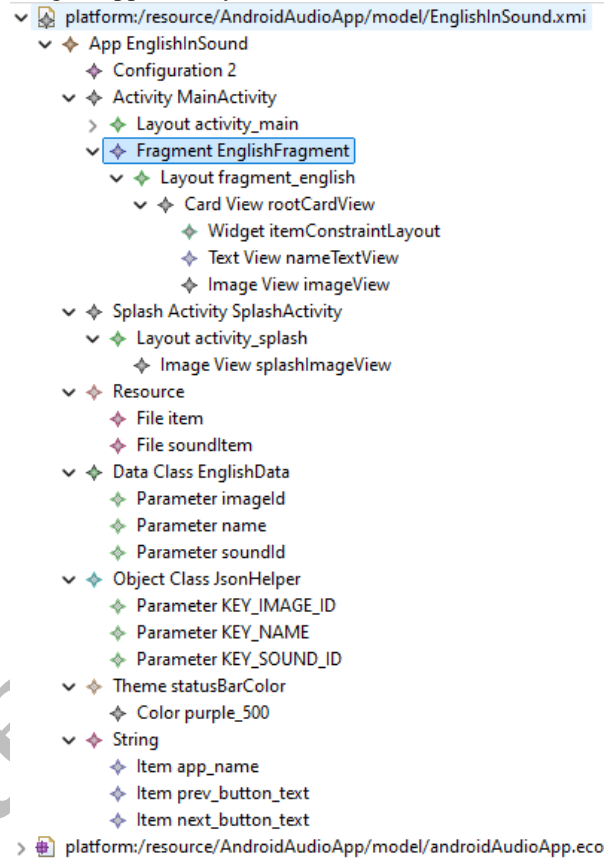 platform:/resource/AndroidAudioApp/model/EnglishInSound.xmi
App EnglishInSound
Configuration 2
Activity MainActivity
Layout activity_main
Fragment EnglishFragment
Layout fragment_english
Card View rootCardView
Widget itemConstraintLayout
Text View nameTextView
Image View imageView
Splash Activity SplashActivity
Layout activity_splash
Image View splashImageView
Resource
File item
File soundItem
Data Class EnglishData
Parameter imageId
Parameter name
Parameter soundId
Object Class JsonHelper
Parameter KEY_IMAGE_ID
Parameter KEY_NAME
Parameter KEY_SOUND_ID
Theme statusBarColor
Color purple_500
String
Item app_name
Item prev_button_text
Item next_button_text
platform:/resource/AndroidAudioApp/model/androidAudioApp.eco